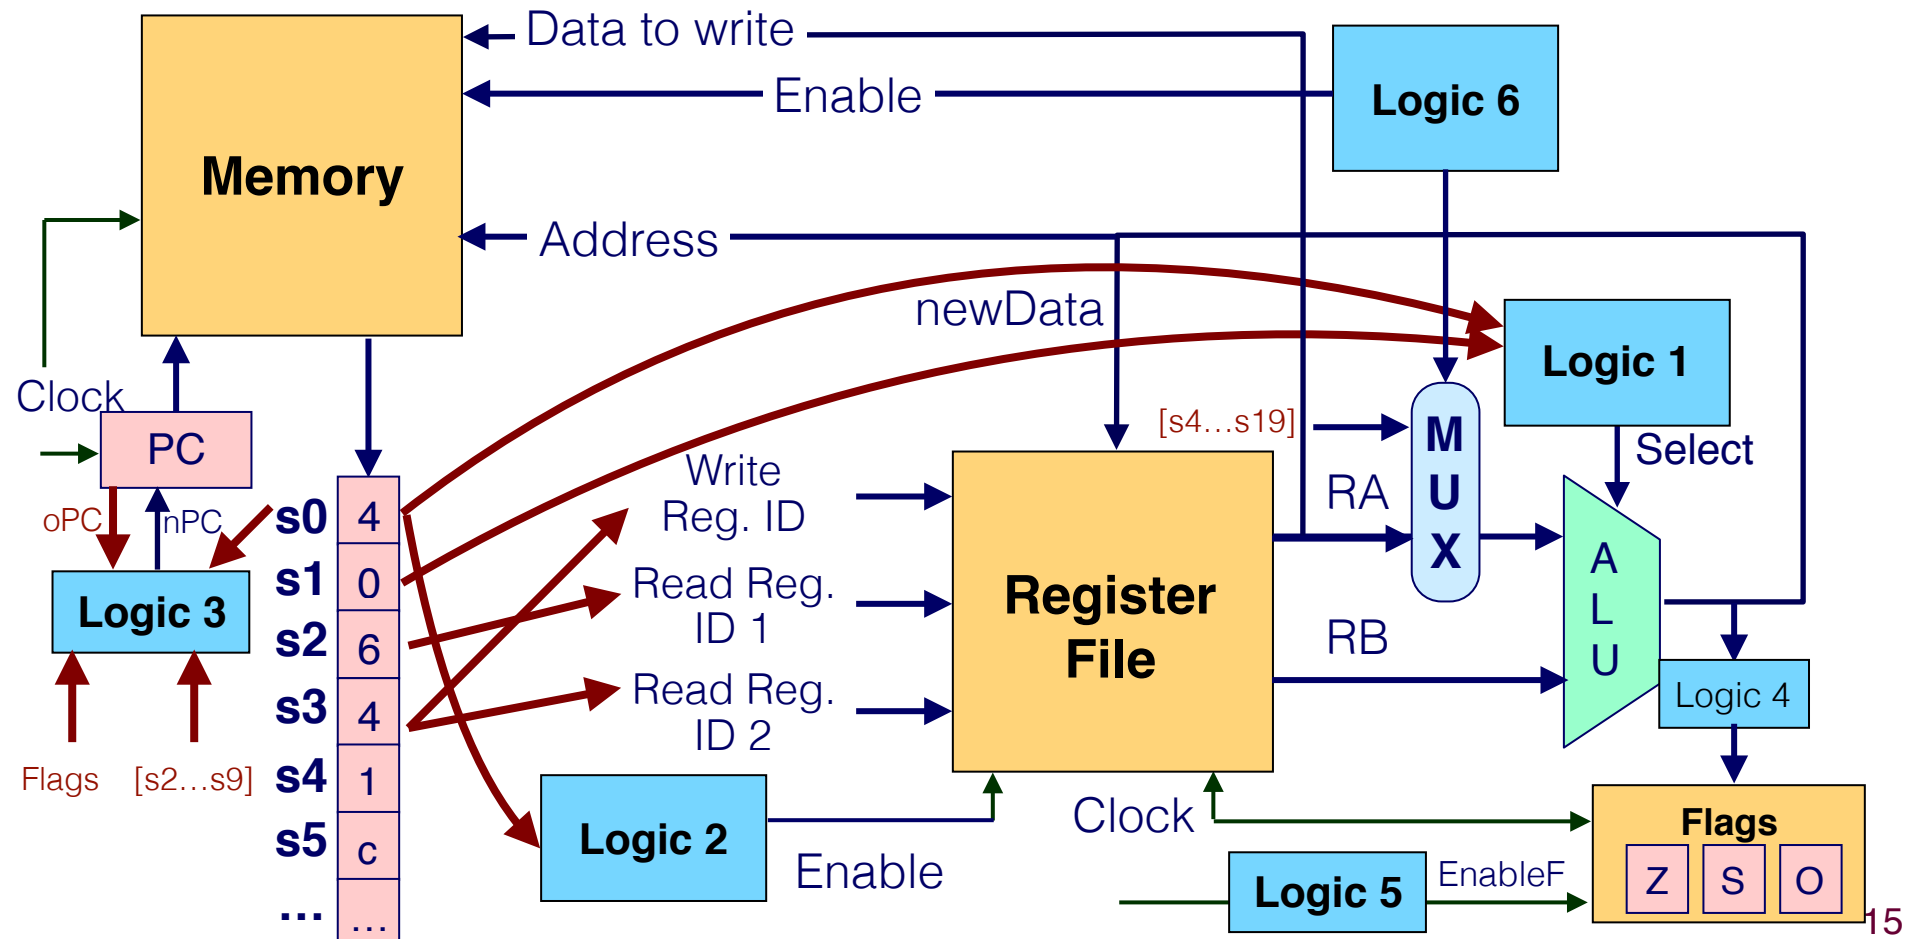 Data to write
Enable
Logic 6
Memory
Address
newData
Logic 1
Clock
PC
[s4...s19]
M
U
X
Select
Write
Reg. ID
RA
oPC
nPC
s0
4
s1
0
s2
6
s3
4
s4
1
s5
c
...
...
Logic 3
Read Reg.
ID 1
Register
File
A
L
U
RB
Read Reg.
ID 2
Logic 4
Flags
[s2...s9]
Logic 2
Enable
Clock
Flags
Z
S
O
Logic 5
EnableF
15